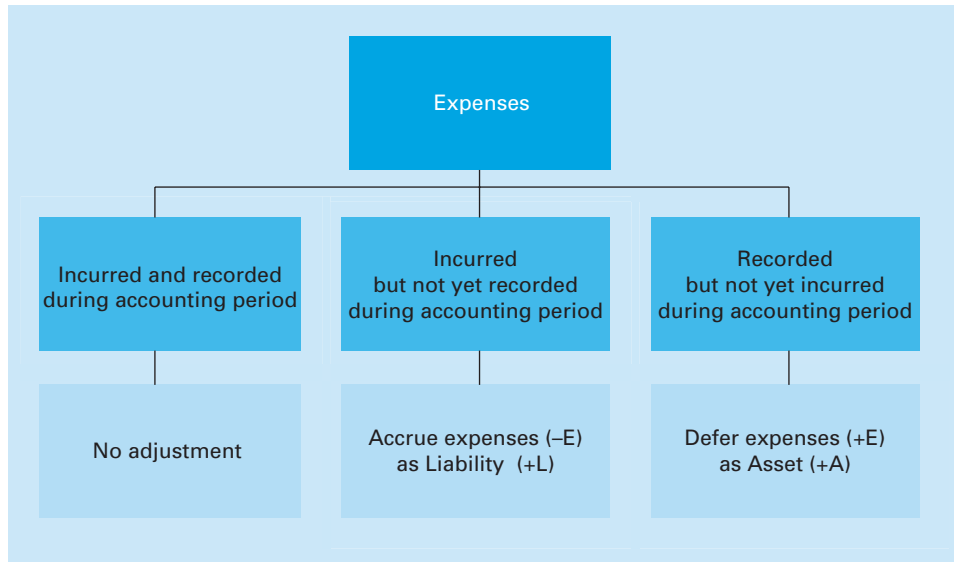 Expenses
Incurred and recorded
during accounting period
Incurred
but not yet recorded
during accounting period
Recorded
but not yet incurred
during accounting period
No adjustment
Accrue expenses (–E)
as Liability (+L)
Defer expenses (+E)
as Asset (+A)